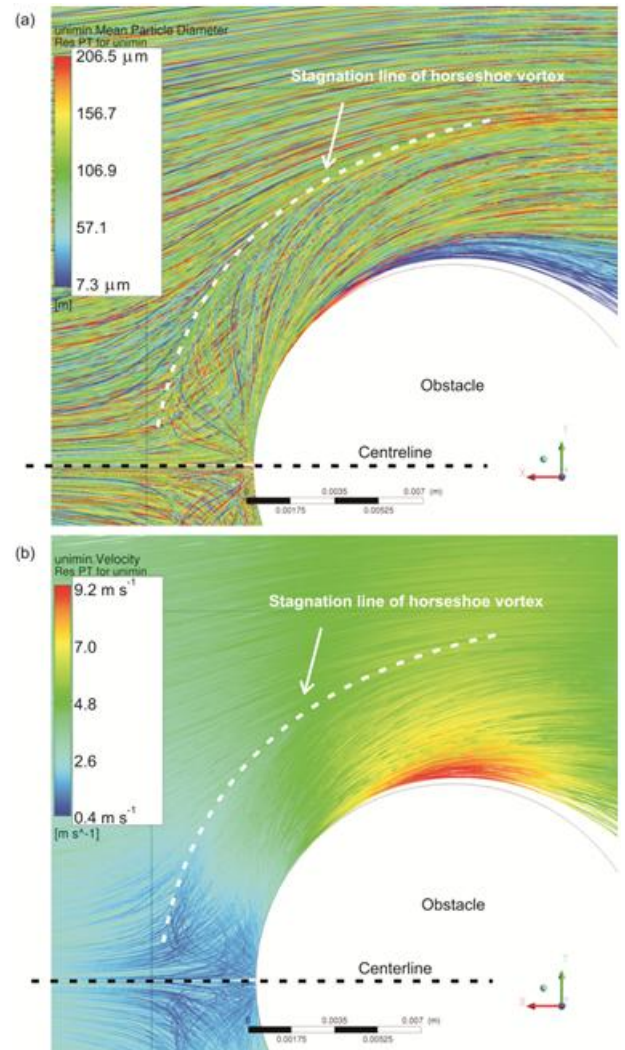 (a)
unimin.Mean Particle Diameter
Res PT for unimin
206.5 μm
156.7
106.9
57.1
7.3 μm
[m]
Stagnation line of horseshoe vortex
Obstacle
Centreline
0 0.0035 0.007 (m)
0.00175 0.00525
X
(b)
unimin.Velocity
Res PT for unimin
9.2 m s⁻¹
7.0
4.8
2.6
0.4 m s⁻¹
[m s^-1]
Stagnation line of horseshoe vortex
Obstacle
Centerline
0 0.0035 0.007 (m)
0.00175 0.00525
X